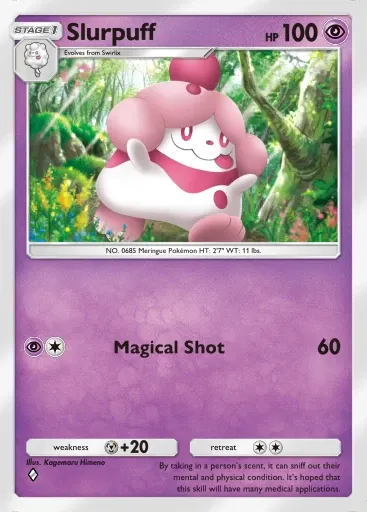 STAGE 1
Slurpuff
HP 100
Evolves from Swirlix
NO. 0685 Meringue Pokémon HT: 2'7" WT: 11 lbs.
Magical Shot 60
weakness +20
retreat
Illus. Kagemaru Himeno
By taking in a person's scent, it can sniff out their
mental and physical condition. It's hoped that
this skill will have many medical applications.